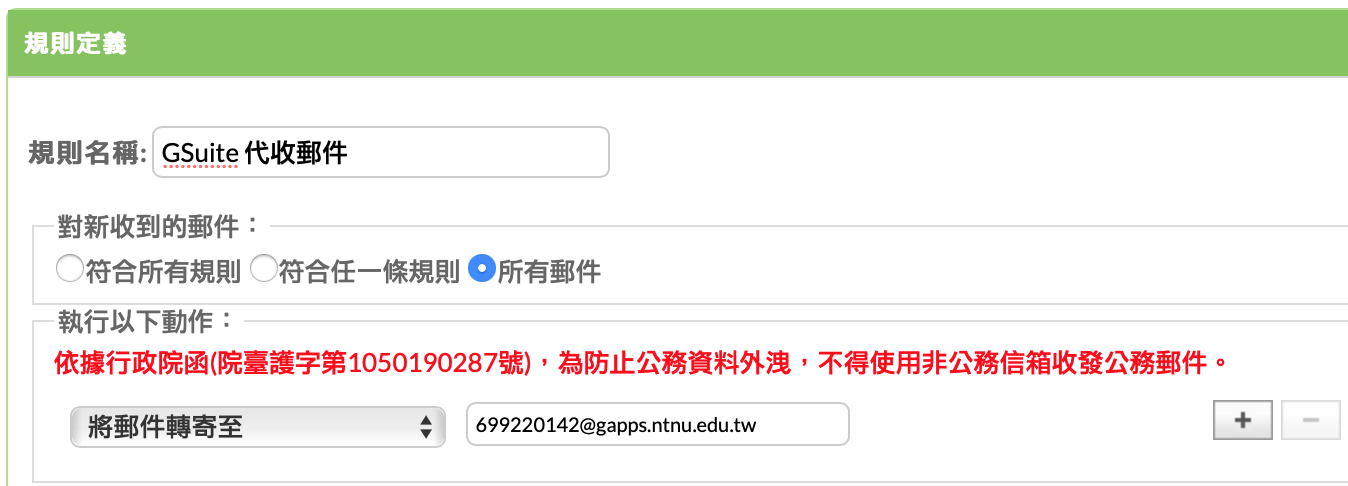 規則定義
規則名稱: GSuite 代收郵件
對新收到的郵件：
符合所有規則 符合任一條規則 所有郵件
執行以下動作：
依據行政院函(院臺護字第1050190287號)，為防止公務資料外洩，不得使用非公務信箱收發公務郵件。
將郵件轉寄至 699220142@gapps.ntnu.edu.tw + −